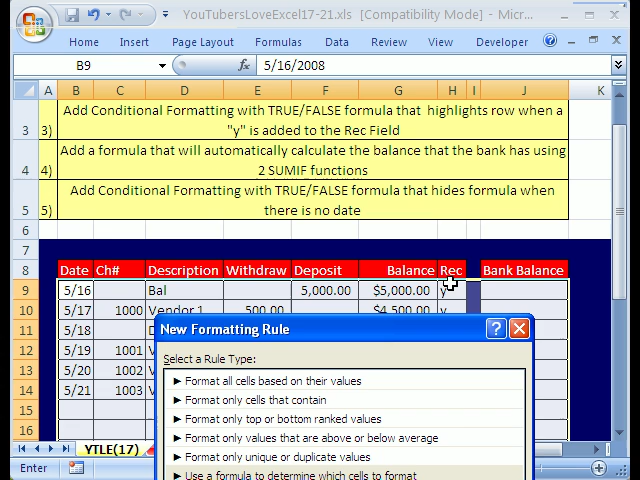 YouTubersLoveExcel17-21.xls [Compatibility Mode] - Micr...
Home Insert Page Layout Formulas Data Review View Developer
B9 fx 5/16/2008
A B C D E F G H I J K
3 3) Add Conditional Formatting with TRUE/FALSE formula that highlights row when a
"y" is added to the Rec Field
4 4) Add a formula that will automatically calculate the balance that the bank has using
2 SUMIF functions
5 5) Add Conditional Formatting with TRUE/FALSE formula that hides formula when
there is no date
6
7
8 Date Ch# Description Withdraw Deposit Balance Rec Bank Balance
9 5/16 Bal 5,000.00 $5,000.00 y
10 5/17 1000 Vendor 1 500.00 $4,500.00 y
11 5/18 D
12 5/19 1001 V
13 5/20 1002 V
14 5/21 1003 V
15
16
New Formatting Rule
Select a Rule Type:
► Format all cells based on their values
► Format only cells that contain
► Format only top or bottom ranked values
► Format only values that are above or below average
► Format only unique or duplicate values
► Use a formula to determine which cells to format
YTLE(17)
Enter